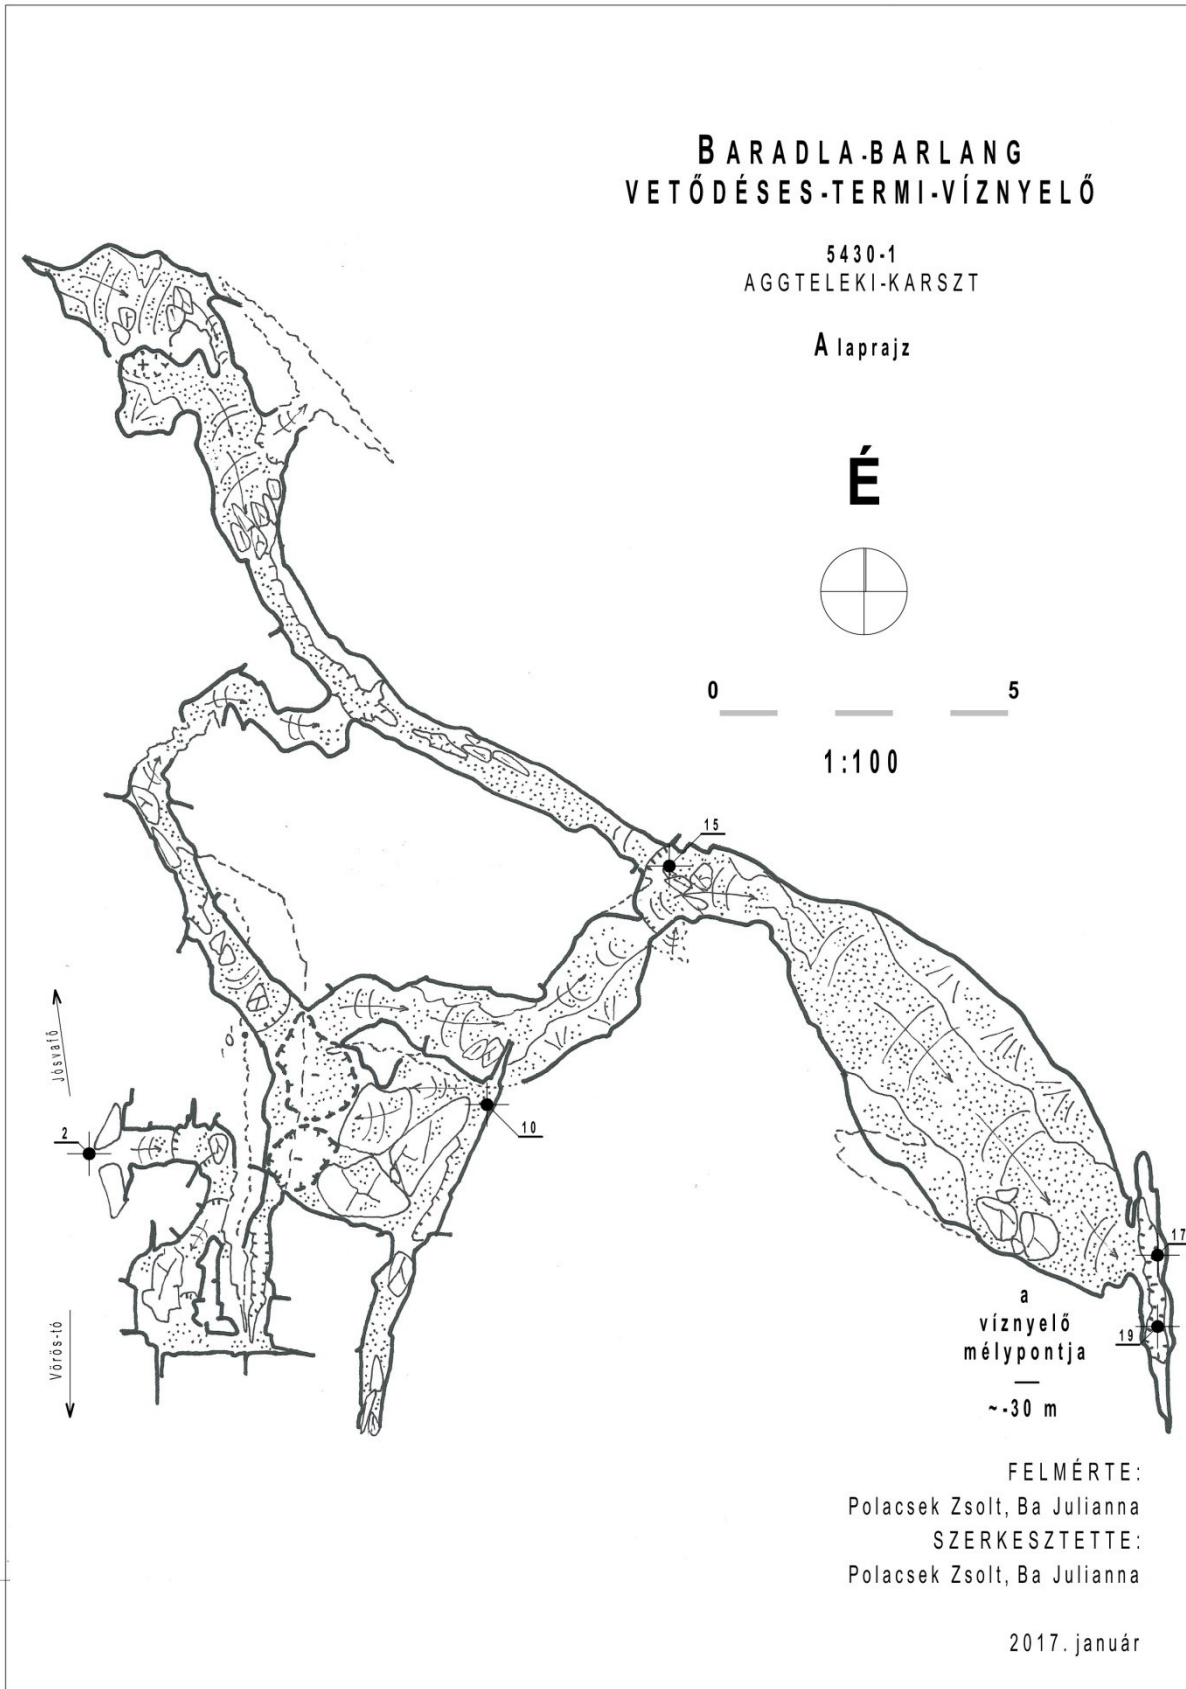 BARADLA-BARLANG
VETŐDÉSES-TERMI-VÍZNYELŐ
5430-1
AGGTELEKI-KARSZT
Alaprajz
É
0 5
1:100
15
Jósvafő
2
10
17
Vörös-tó
19
a
víznyelő
mélypontja
—
~-30 m
FELMÉRTE:
Polacsek Zsolt, Ba Julianna
SZERKESZTETTE:
Polacsek Zsolt, Ba Julianna
2017. január